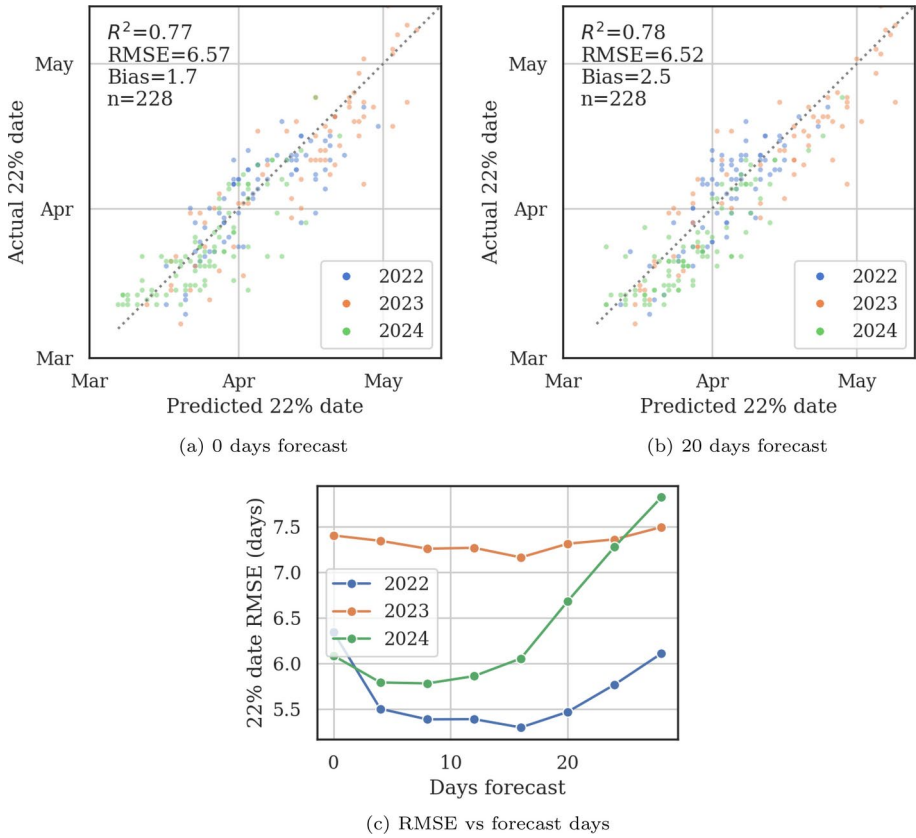 R²=0.77
RMSE=6.57
Bias=1.7
n=228
May
Apr
Mar
Actual 22% date
2022
2023
2024
Mar
Apr
May
Predicted 22% date
(a) 0 days forecast
R²=0.78
RMSE=6.52
Bias=2.5
n=228
May
Apr
Mar
Actual 22% date
2022
2023
2024
Mar
Apr
May
Predicted 22% date
(b) 20 days forecast
22% date RMSE (days)
7.5
7.0
6.5
6.0
5.5
2022
2023
2024
0
10
20
Days forecast
(c) RMSE vs forecast days